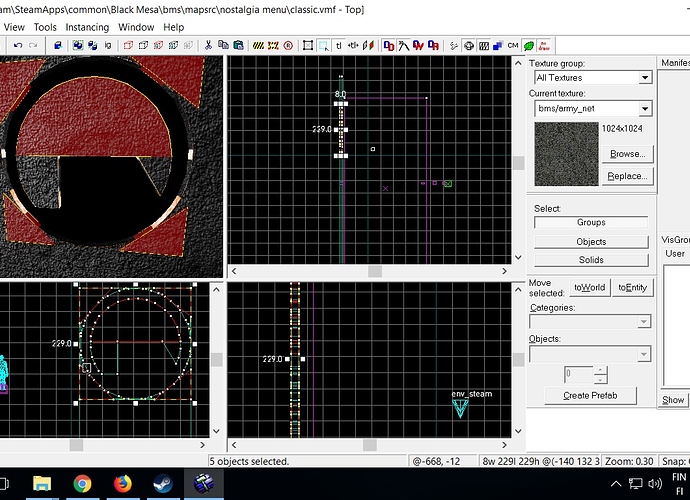 am\SteamApps\common\Black Mesa\bms\mapsrc\nostalgia menu\classic.vmf - Top]
View Tools Instancing Window Help
ig
tl
CM
draw
8.0
229.0
229.0
229.0
env_steam
Texture group:
All Textures
Current texture:
bms/army_net
1024x1024
Browse...
Replace...
Select:
Groups
Objects
Solids
Move
selected:
toWorld
toEntity
Categories:
Objects:
0
Create Prefab
Manifes
VisGrou
User
Show
5 objects selected.
@-668, -12
8w 229l 229h @(-140 132 3
Zoom: 0.30
Snap:
FIN
FI